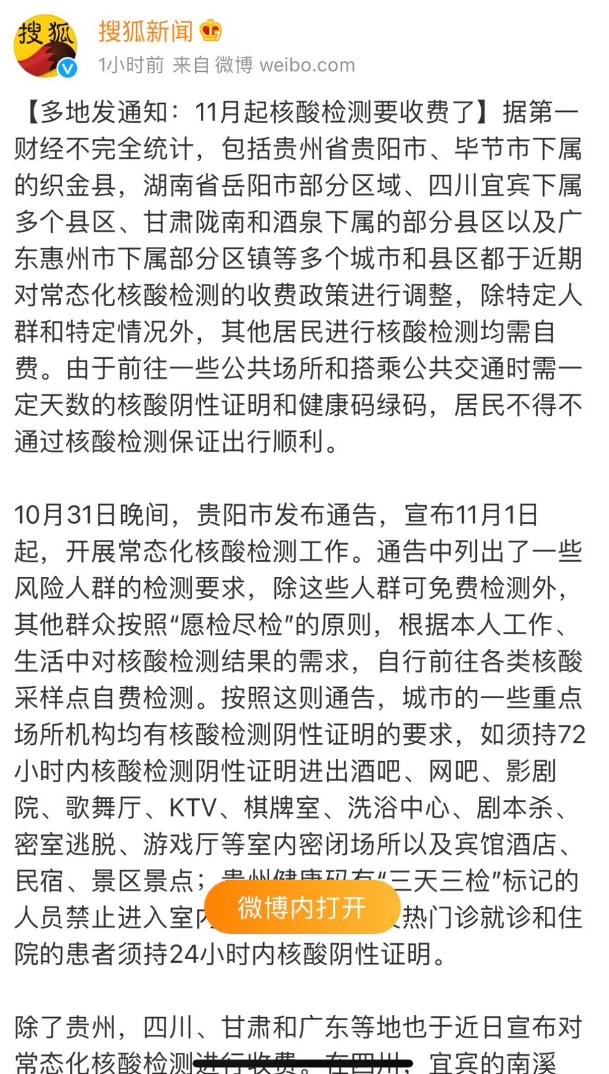 搜狐
搜狐新闻
1小时前 来自 微博 weibo.com
【多地发通知：11月起核酸检测要收费了】据第一
财经不完全统计，包括贵州省贵阳市、毕节市下属
的织金县，湖南省岳阳市部分区域、四川宜宾下属
多个县区、甘肃陇南和酒泉下属的部分县区以及广
东惠州市下属部分区镇等多个城市和县区都于近期
对常态化核酸检测的收费政策进行调整，除特定人
群和特定情况外，其他居民进行核酸检测均需自
费。由于前往一些公共场所和搭乘公共交通时需一
定天数的核酸阴性证明和健康码绿码，居民不得不
通过核酸检测保证出行顺利。
10月31日晚间，贵阳市发布通告，宣布11月1日
起，开展常态化核酸检测工作。通告中列出了一些
风险人群的检测要求，除这些人群可免费检测外，
其他群众按照“愿检尽检”的原则，根据本人工作、
生活中对核酸检测结果的需求，自行前往各类核酸
采样点自费检测。按照这则通告，城市的一些重点
场所机构均有核酸检测阴性证明的要求，如须持72
小时内核酸检测阴性证明进出酒吧、网吧、影剧
院、歌舞厅、KTV、棋牌室、洗浴中心、剧本杀、
密室逃脱、游戏厅等室内密闭场所以及宾馆酒店、
民宿、景区景点；贵州健康码有“三天三检”标记的
人员禁止进入室内 热门诊就诊和住
微博内打开
院的患者须持24小时内核酸阴性证明。
除了贵州，四川、甘肃和广东等地也于近日宣布对
常态化核酸检测进行收费。在四川，宜宾的南溪